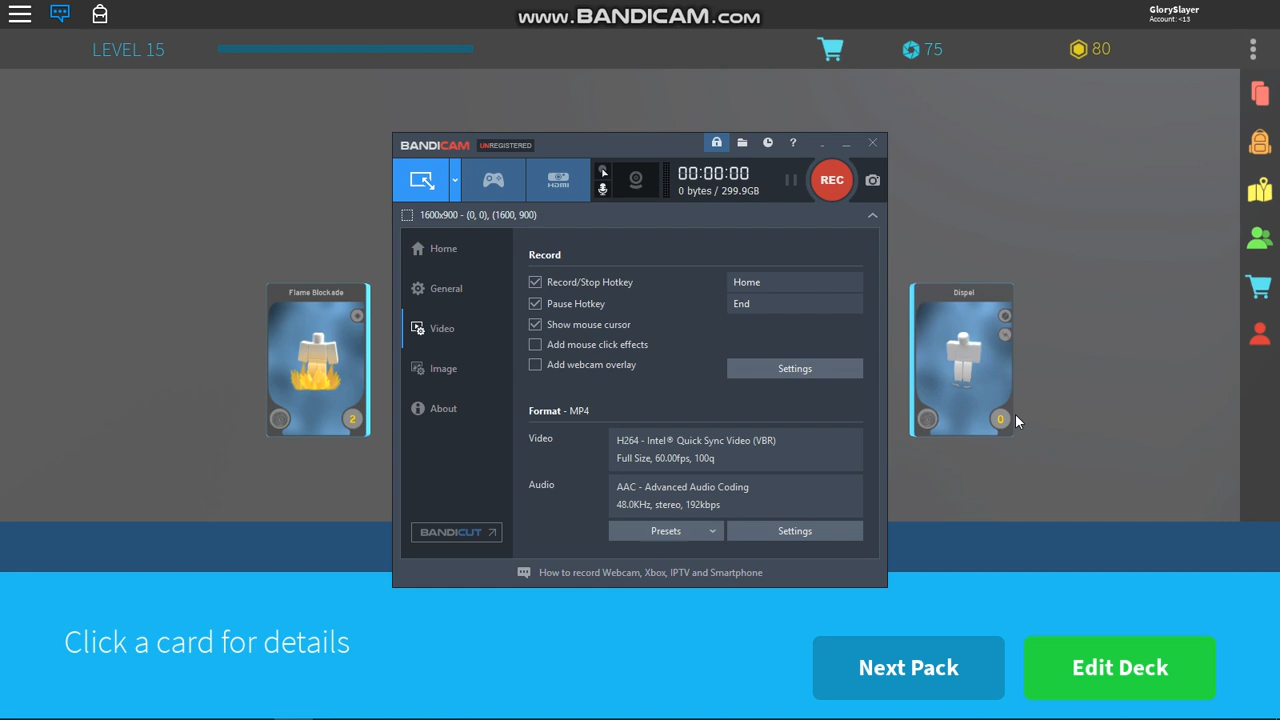 www.BANDICAM.com
GlorySlayer
Account: <13
LEVEL 15
75
80
BANDICAM UNREGISTERED
?
HDMI
00:00:00
0 bytes / 299.9GB
REC
1600x900 - (0, 0), (1600, 900)
Home
General
Video
Image
About
BANDICUT
Record
Record/Stop Hotkey
Home
Pause Hotkey
End
Show mouse cursor
Add mouse click effects
Add webcam overlay
Settings
Format - MP4
Video
H264 - Intel® Quick Sync Video (VBR)
Full Size, 60.00fps, 100q
Audio
AAC - Advanced Audio Coding
48.0KHz, stereo, 192kbps
Presets
Settings
How to record Webcam, Xbox, IPTV and Smartphone
Flame Blockade
2
Dispel
0
Click a card for details
Next Pack
Edit Deck